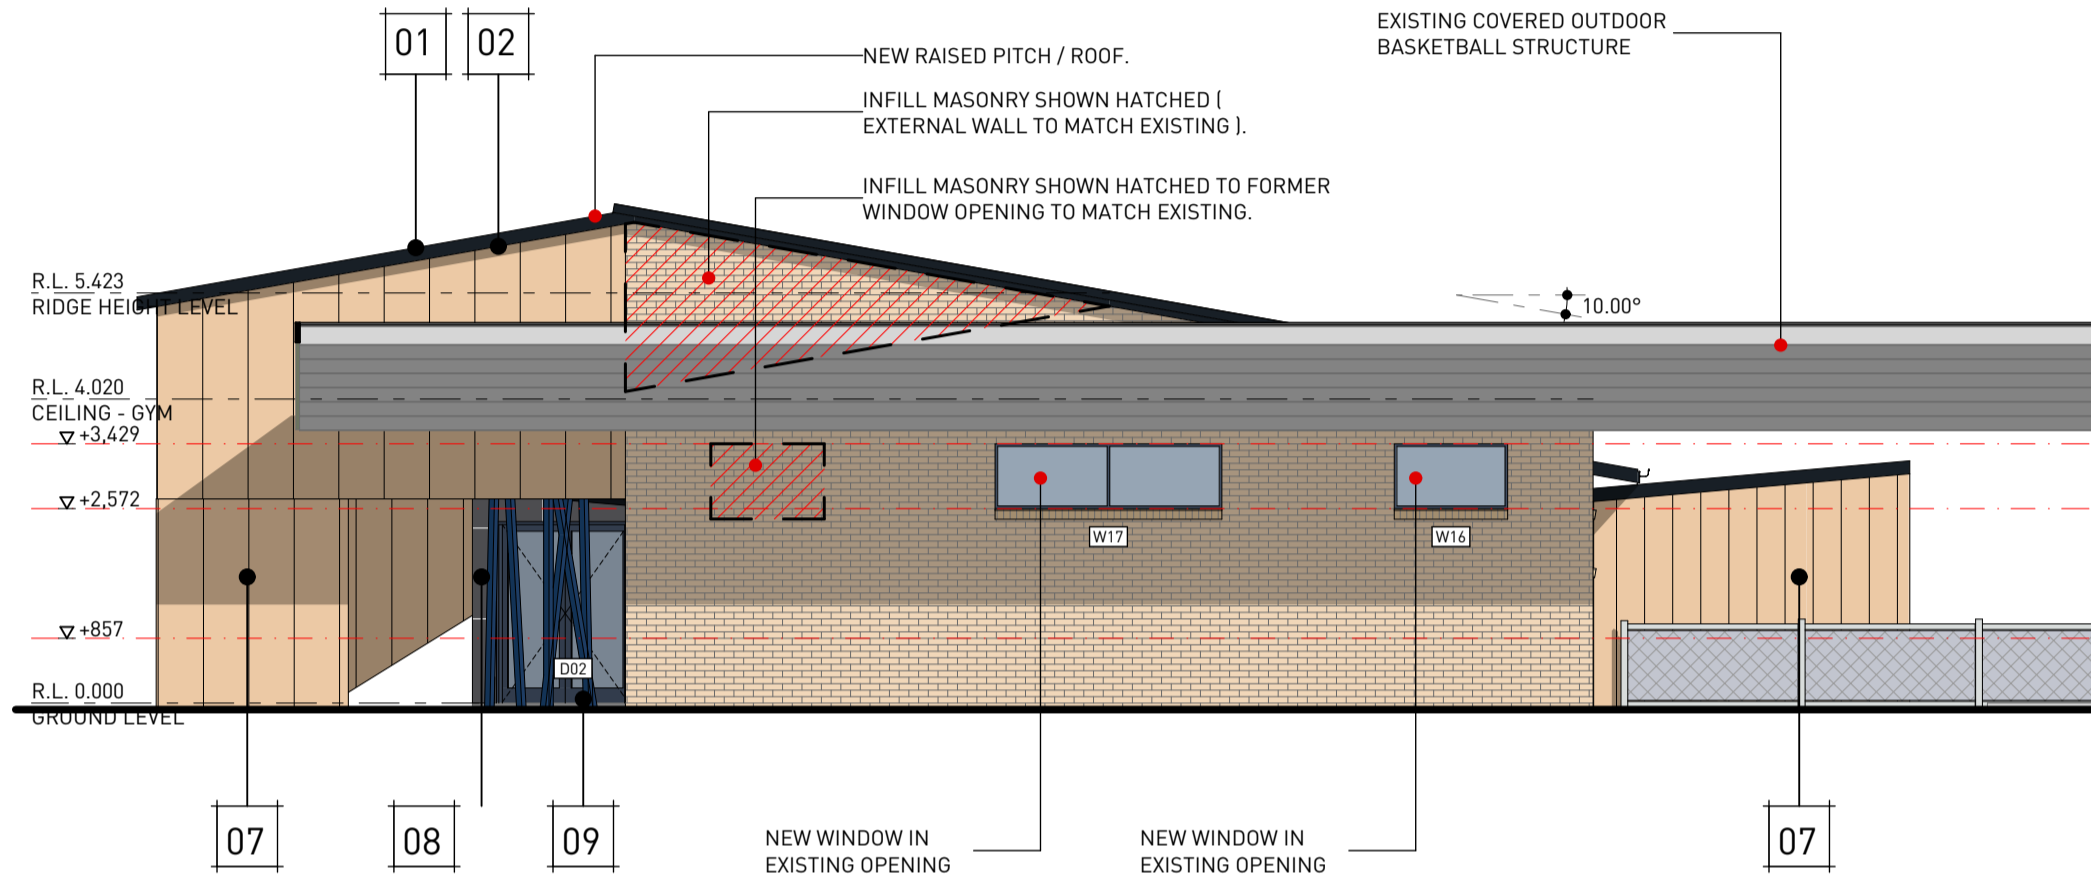 01
02
NEW RAISED PITCH / ROOF.
INFILL MASONRY SHOWN HATCHED (
EXTERNAL WALL TO MATCH EXISTING ).
INFILL MASONRY SHOWN HATCHED TO FORMER
WINDOW OPENING TO MATCH EXISTING.
EXISTING COVERED OUTDOOR
BASKETBALL STRUCTURE
R.L. 5.423
RIDGE HEIGHT LEVEL
10.00°
R.L. 4.020
CEILING - GYM
+3,429
+2,572
W17
W16
+857
D02
R.L. 0.000
GROUND LEVEL
07
08
09
NEW WINDOW IN
EXISTING OPENING
NEW WINDOW IN
EXISTING OPENING
07